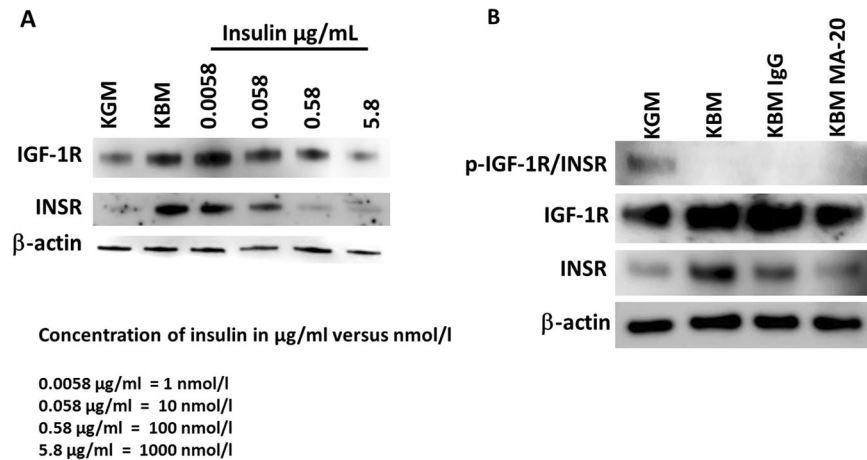 A
Insulin µg/mL
KGM
KBM
0.0058
0.058
0.58
5.8
IGF-1R
INSR
β-actin
Concentration of insulin in µg/ml versus nmol/l
0.0058 µg/ml = 1 nmol/l
0.058 µg/ml = 10 nmol/l
0.58 µg/ml = 100 nmol/l
5.8 µg/ml = 1000 nmol/l
B
KGM
KBM
KBM IgG
KBM MA-20
p-IGF-1R/INSR
IGF-1R
INSR
β-actin